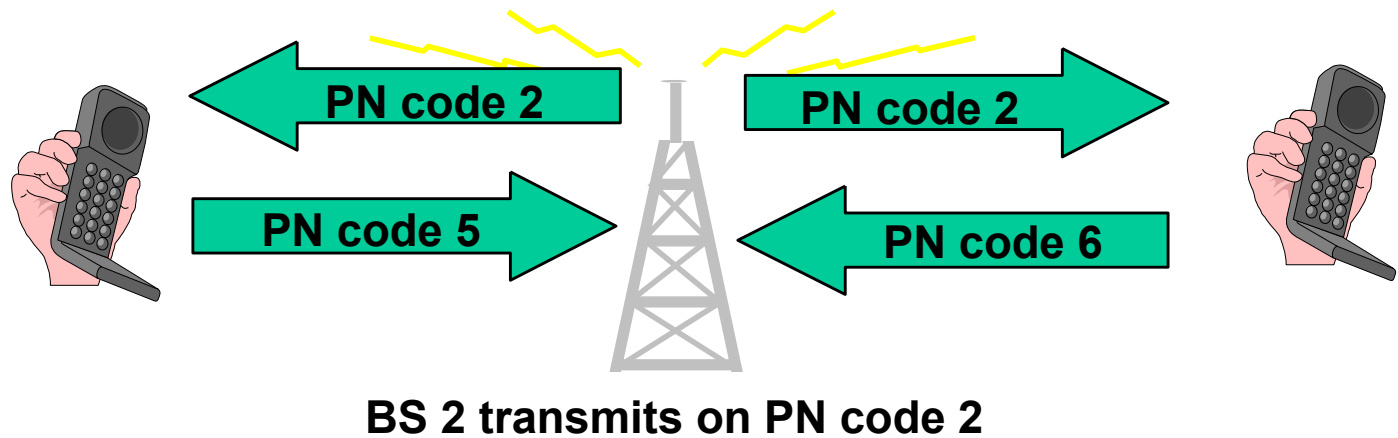 PN code 2
PN code 2
PN code 5
PN code 6
BS 2 transmits on PN code 2